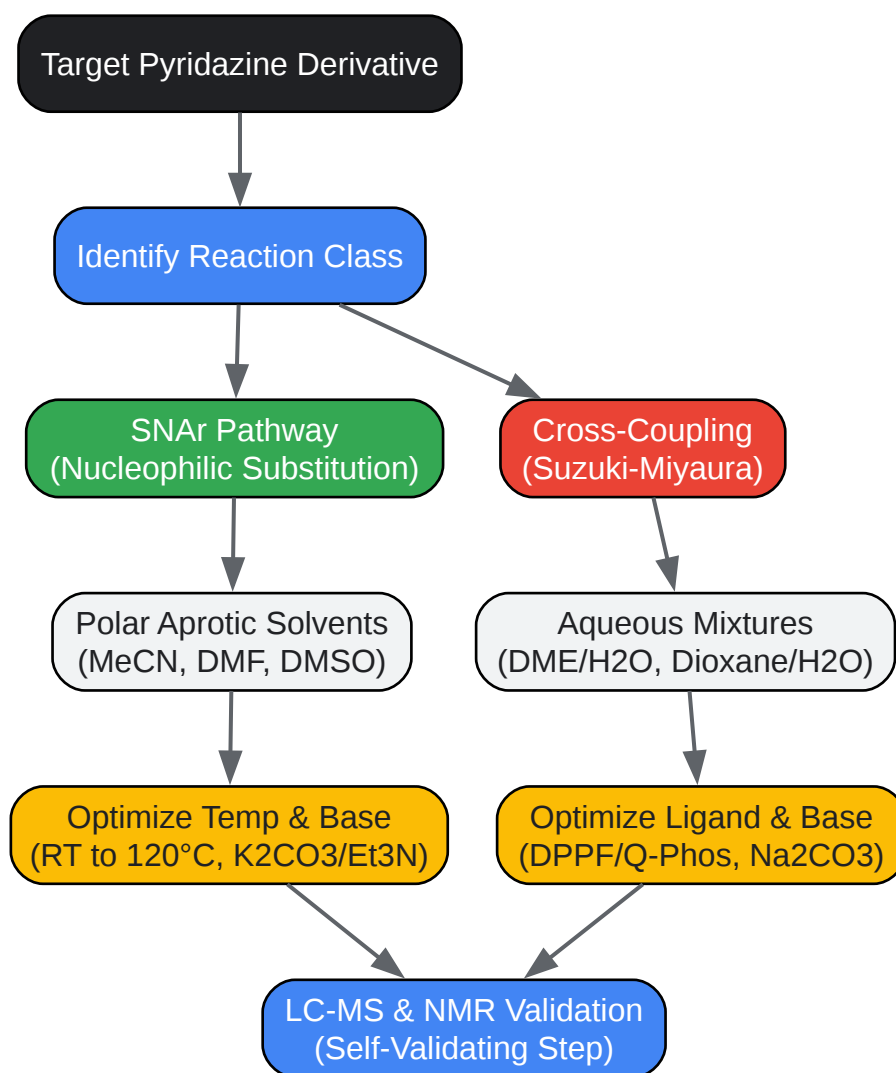 Target Pyridazine Derivative
Identify Reaction Class
SNAr Pathway
(Nucleophilic Substitution)
Cross-Coupling
(Suzuki-Miyaura)
Polar Aprotic Solvents
(MeCN, DMF, DMSO)
Aqueous Mixtures
(DME/H2O, Dioxane/H2O)
Optimize Temp & Base
(RT to 120°C, K2CO3/Et3N)
Optimize Ligand & Base
(DPPF/Q-Phos, Na2CO3)
LC-MS & NMR Validation
(Self-Validating Step)